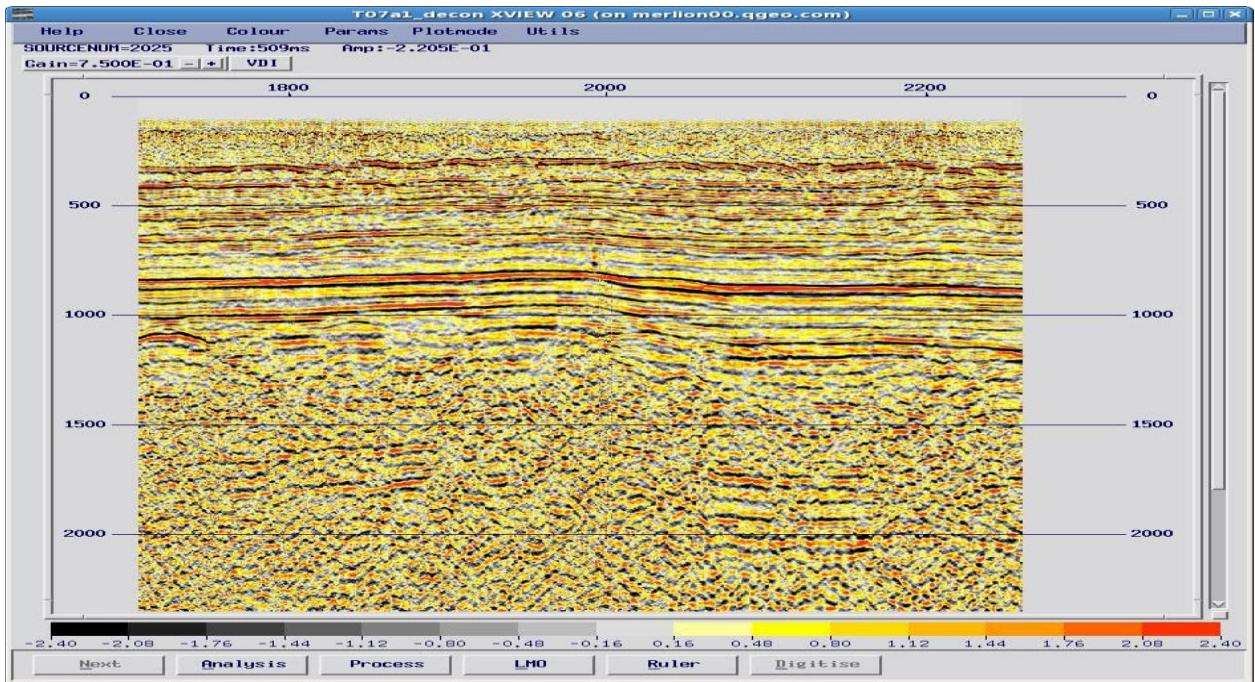 T07a1_decon XVIEW 06 (on merlion00.qgeo.com)
Help Close Colour Params Plotmode Utils
SOURCENUM=2025 Time:509ms Amp:-2.205E-01
Gain=7.500E-01 - + VDI
1800 2000 2200
0 0
500 500
1000 1000
1500 1500
2000 2000
-2.40 -2.08 -1.76 -1.44 -1.12 -0.80 -0.48 -0.16 0.16 0.48 0.80 1.12 1.44 1.76 2.08 2.40
Next Analysis Process LMO Ruler Digitise